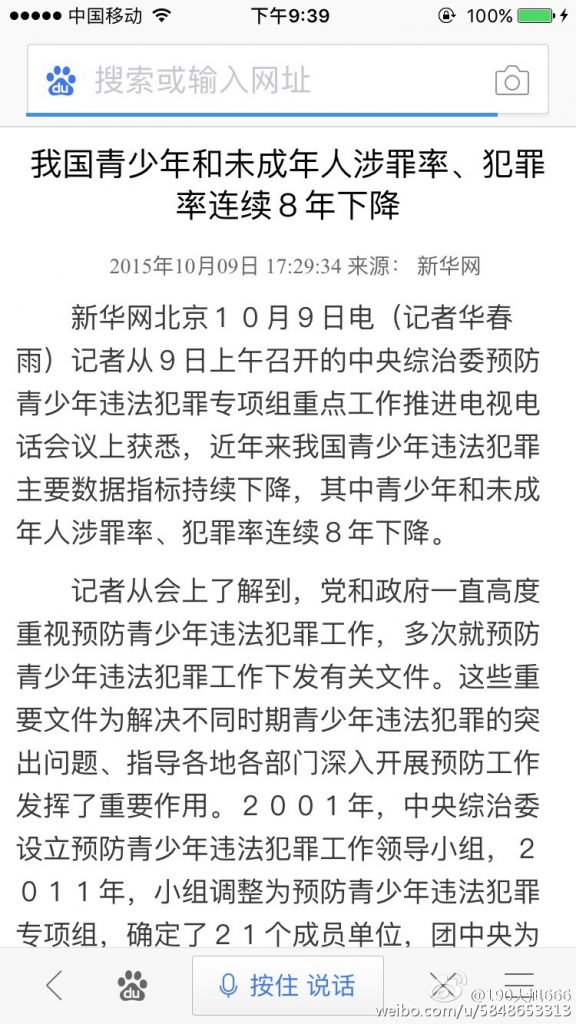 中国移动 下午9:39 100%
搜索或输入网址
我国青少年和未成年人涉罪率、犯罪
率连续８年下降
2015年10月09日 17:29:34 来源： 新华网
新华网北京１０月９日电（记者华春
雨）记者从９日上午召开的中央综治委预防
青少年违法犯罪专项组重点工作推进电视电
话会议上获悉，近年来我国青少年违法犯罪
主要数据指标持续下降，其中青少年和未成
年人涉罪率、犯罪率连续８年下降。
记者从会上了解到，党和政府一直高度
重视预防青少年违法犯罪工作，多次就预防
青少年违法犯罪工作下发有关文件。这些重
要文件为解决不同时期青少年违法犯罪的突
出问题、指导各地各部门深入开展预防工作
发挥了重要作用。２００１年，中央综治委
设立预防青少年违法犯罪工作领导小组，２
０１１年，小组调整为预防青少年违法犯罪
专项组，确定了２１个成员单位，团中央为
du 按住 说话
weibo.com/u/5848653313